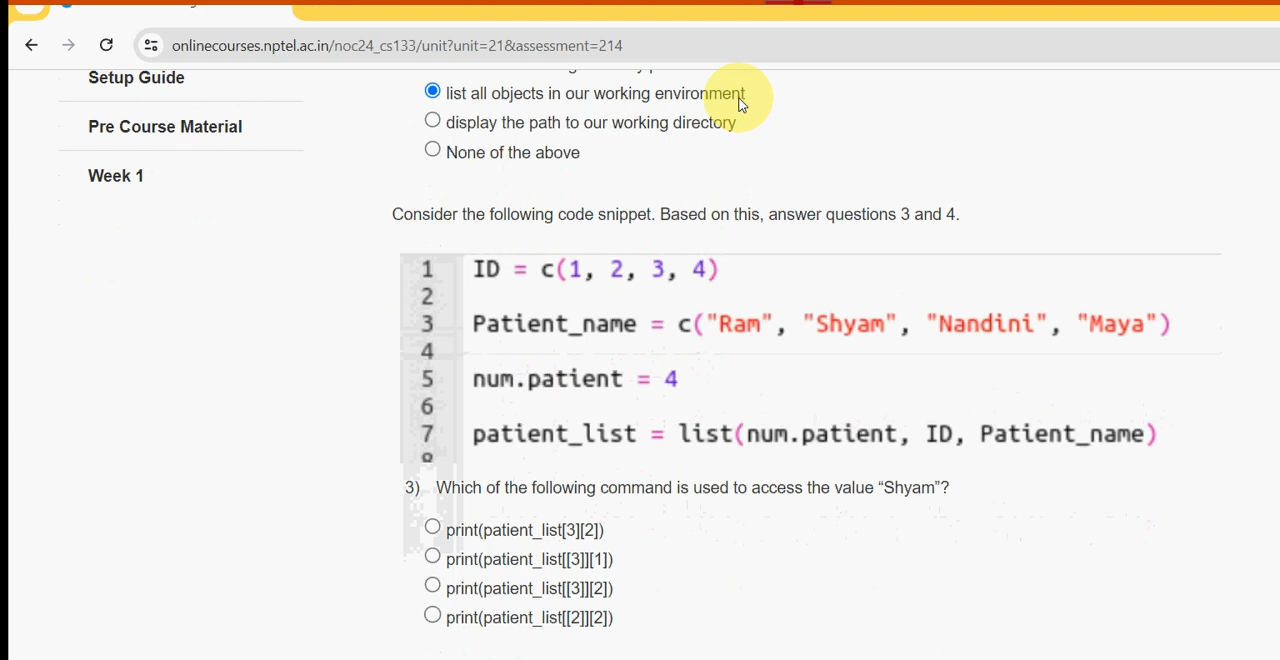 onlinecourses.nptel.ac.in/noc24_cs133/unit?unit=21&assessment=214
Setup Guide
Pre Course Material
Week 1
list all objects in our working environment
display the path to our working directory
None of the above
Consider the following code snippet. Based on this, answer questions 3 and 4.
1 ID = c(1, 2, 3, 4)
2
3 Patient_name = c("Ram", "Shyam", "Nandini", "Maya")
4
5 num.patient = 4
6
7 patient_list = list(num.patient, ID, Patient_name)
8
3) Which of the following command is used to access the value “Shyam”?
print(patient_list[3][2])
print(patient_list[[3]][1])
print(patient_list[[3]][2])
print(patient_list[[2]][2])